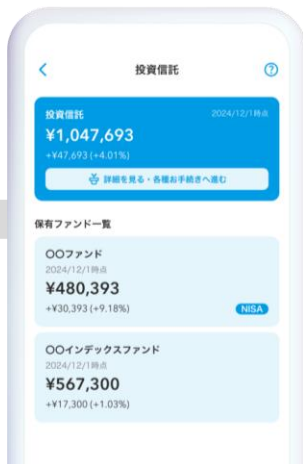 投資信託
投資信託 2024/12/1時点
¥1,047,693
+¥47,693 (+4.01%)
詳細を見る・各種お手続きへ進む
保有ファンド一覧
〇〇ファンド
2024/12/1時点
¥480,393
+¥30,393 (+9.18%) NISA
〇〇インデックスファンド
2024/12/1時点
¥567,300
+¥17,300 (+1.03%)